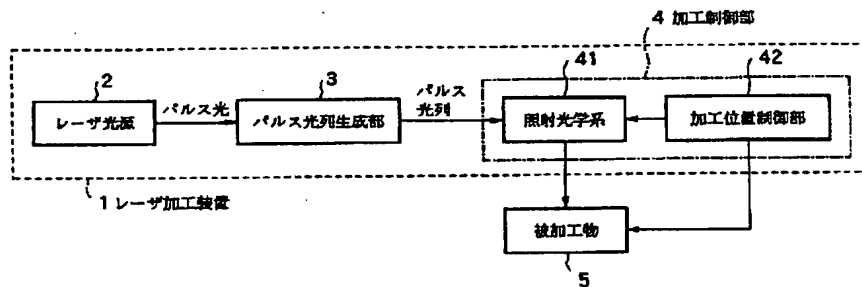 4 加工制御部
2
3
41
42
レーザ光源
パルス光
パルス光列生成部
パルス
光列
照射光学系
加工位置制御部
1 レーザ加工装置
被加工物
5